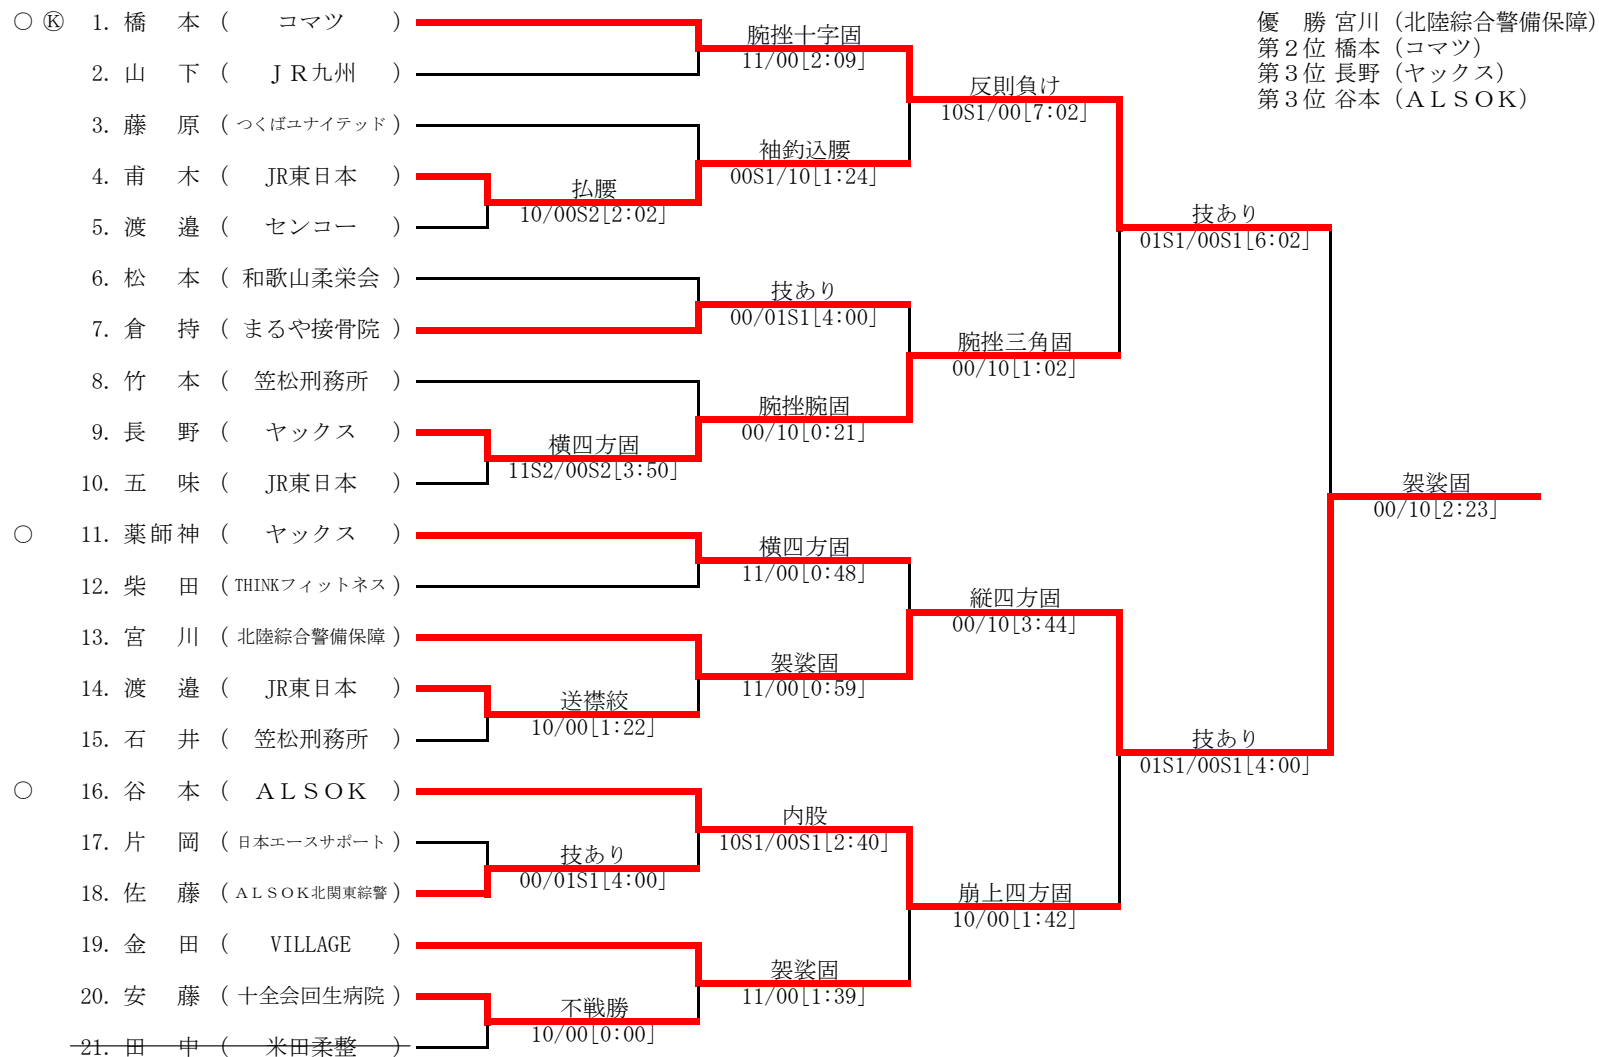 ○ Ⓚ 1. 橋 本 ( コマツ )
2. 山 下 ( ＪＲ九州 )
3. 藤 原 ( つくばユナイテッド )
4. 甫 木 ( JR東日本 )
5. 渡 邉 ( センコー )
6. 松 本 ( 和歌山柔栄会 )
7. 倉 持 ( まるや接骨院 )
8. 竹 本 ( 笠松刑務所 )
9. 長 野 ( ヤックス )
10. 五 味 ( JR東日本 )
○ 11. 薬師神 ( ヤックス )
12. 柴 田 ( THINKフィットネス )
13. 宮 川 ( 北陸綜合警備保障 )
14. 渡 邉 ( JR東日本 )
15. 石 井 ( 笠松刑務所 )
○ 16. 谷 本 ( ＡＬＳＯＫ )
17. 片 岡 ( 日本エースサポート )
18. 佐 藤 ( ＡＬＳＯＫ北関東綜警 )
19. 金 田 ( VILLAGE )
20. 安 藤 ( 十全会回生病院 )
21. 田 中 ( 米田柔整 )
払腰
10/00S2[2:02]
横四方固
11S2/00S2[3:50]
送襟絞
10/00[1:22]
技あり
00/01S1[4:00]
不戦勝
10/00[0:00]
腕挫十字固
11/00[2:09]
袖釣込腰
00S1/10[1:24]
技あり
00/01S1[4:00]
腕挫腕固
00/10[0:21]
横四方固
11/00[0:48]
袈裟固
11/00[0:59]
内股
10S1/00S1[2:40]
袈裟固
11/00[1:39]
反則負け
10S1/00[7:02]
腕挫三角固
00/10[1:02]
縦四方固
00/10[3:44]
崩上四方固
10/00[1:42]
技あり
01S1/00S1[6:02]
技あり
01S1/00S1[4:00]
袈裟固
00/10[2:23]
優　勝 宮川（北陸綜合警備保障）
第２位 橋本（コマツ）
第３位 長野（ヤックス）
第３位 谷本（ＡＬＳＯＫ）